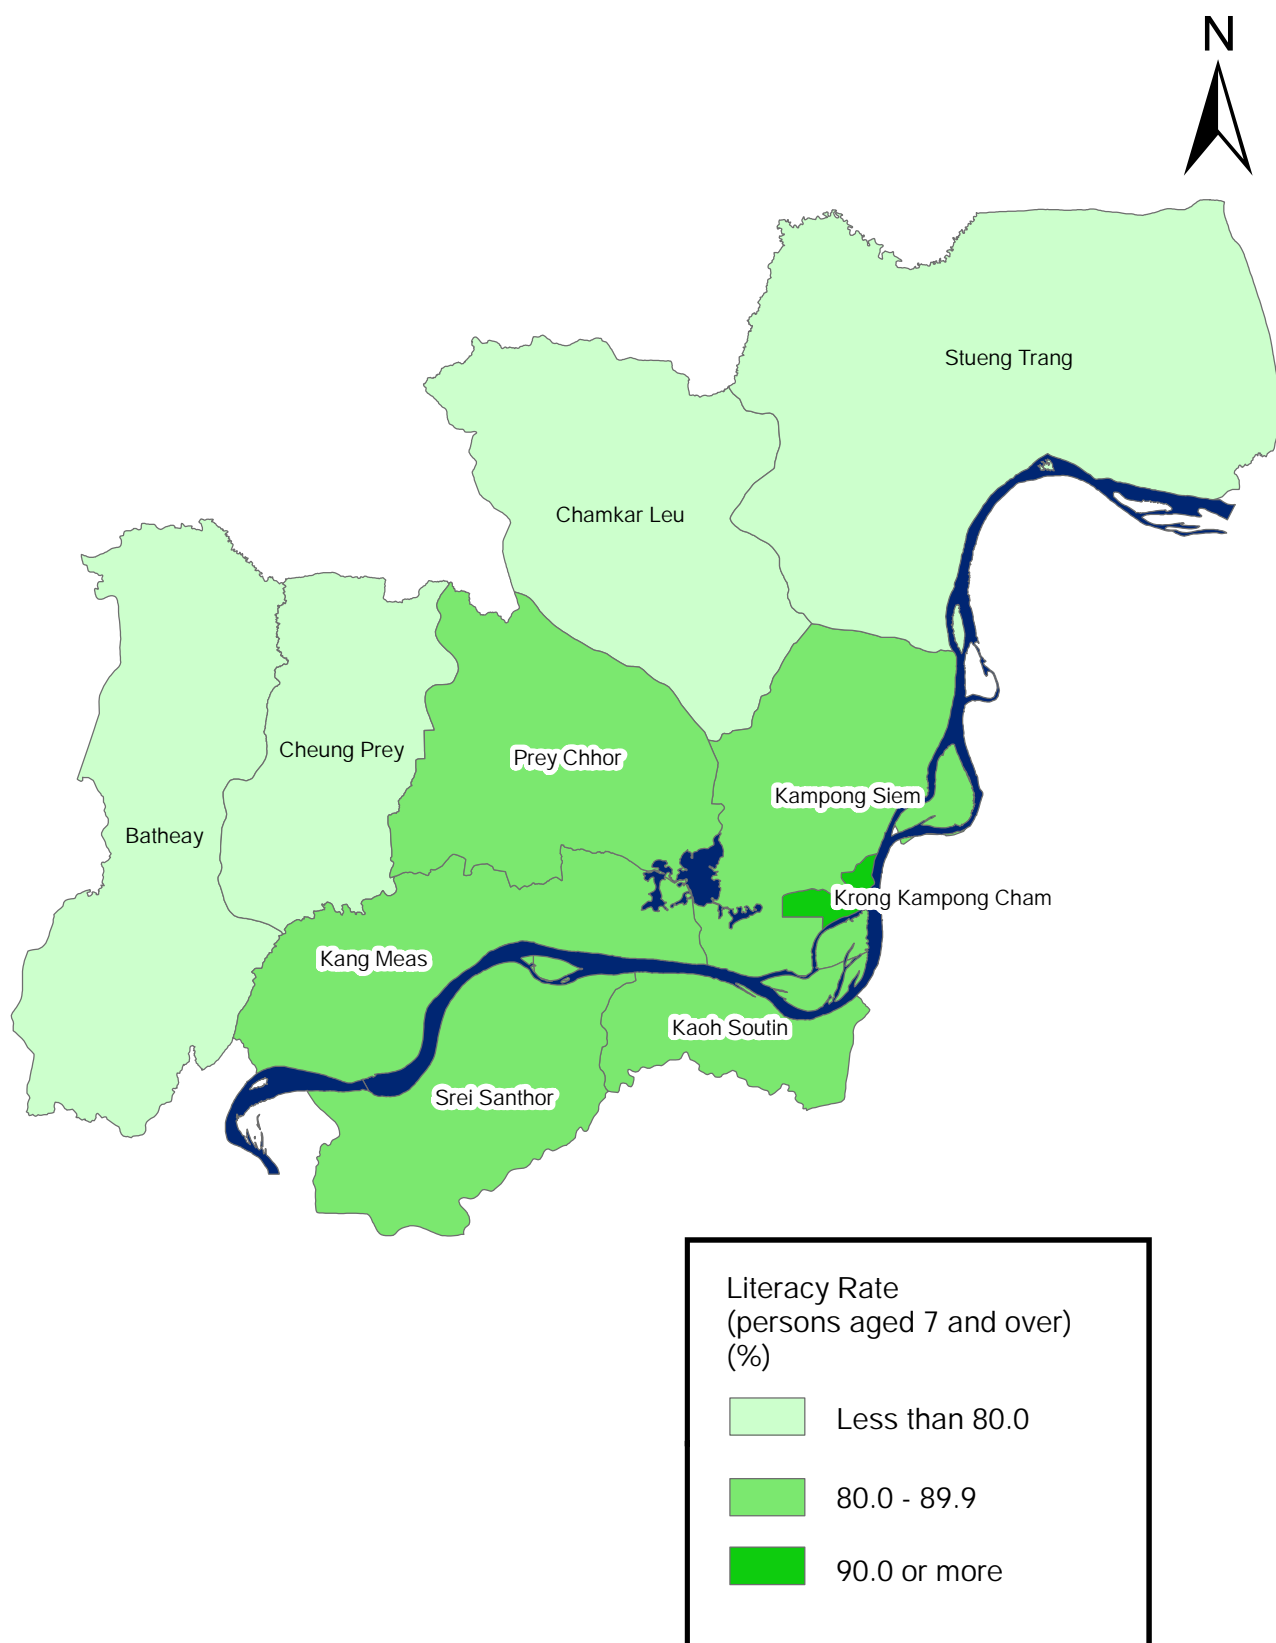 N
Stueng Trang
Chamkar Leu
Cheung Prey
Prey Chhor
Kampong Siem
Batheay
Krong Kampong Cham
Kang Meas
Kaoh Soutin
Srei Santhor
Literacy Rate
(persons aged 7 and over)
(%)
Less than 80.0
80.0 - 89.9
90.0 or more